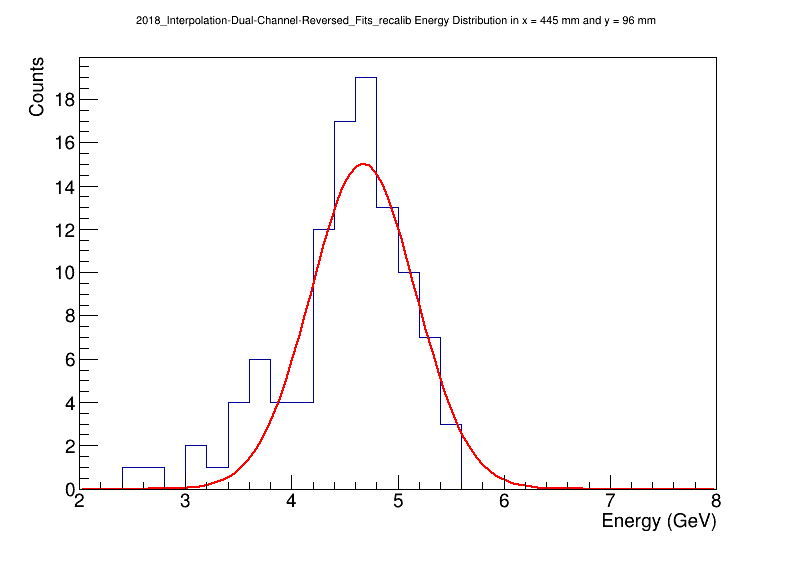 2018_Interpolation-Dual-Channel-Reversed_Fits_recalib Energy Distribution in x = 445 mm and y = 96 mm
Counts
18
16
14
12
10
8
6
4
2
0
2 3 4 5 6 7 8
Energy (GeV)